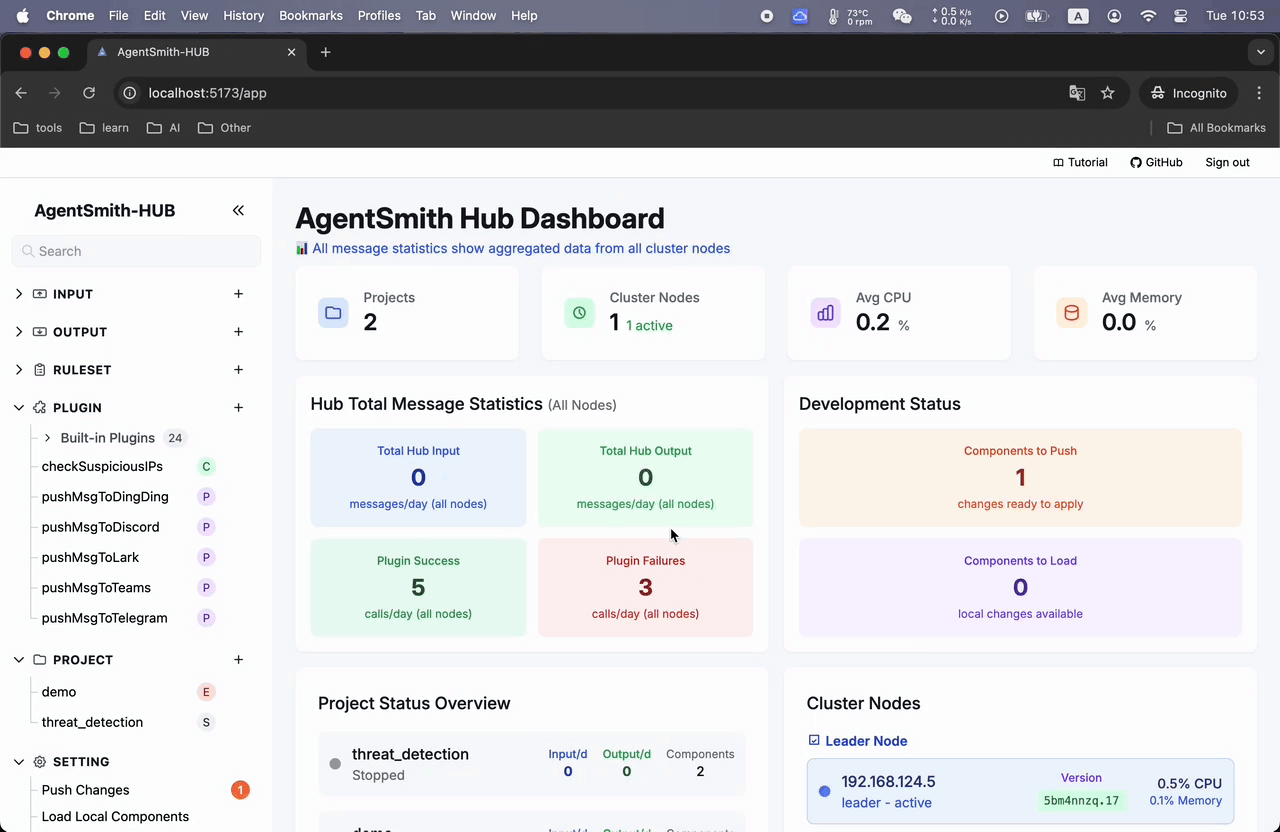 Chrome File Edit View History Bookmarks Profiles Tab Window Help
73°C
0 rpm
0.5 K/s
0.0 K/s
A
Tue 10:53
AgentSmith-HUB
localhost:5173/app
Incognito
tools learn AI Other
All Bookmarks
Tutorial GitHub Sign out
AgentSmith-HUB
Search
INPUT
OUTPUT
RULESET
PLUGIN
Built-in Plugins 24
checkSuspiciousIPs C
pushMsgToDingDing P
pushMsgToDiscord P
pushMsgToLark P
pushMsgToTeams P
pushMsgToTelegram P
PROJECT
demo E
threat_detection S
SETTING
Push Changes 1
Load Local Components
AgentSmith Hub Dashboard
All message statistics show aggregated data from all cluster nodes
Projects
2
Cluster Nodes
1 1 active
Avg CPU
0.2 %
Avg Memory
0.0 %
Hub Total Message Statistics (All Nodes)
Total Hub Input
0
messages/day (all nodes)
Total Hub Output
0
messages/day (all nodes)
Plugin Success
5
calls/day (all nodes)
Plugin Failures
3
calls/day (all nodes)
Development Status
Components to Push
1
changes ready to apply
Components to Load
0
local changes available
Project Status Overview
threat_detection
Stopped
Input/d
0
Output/d
0
Components
2
Cluster Nodes
Leader Node
192.168.124.5
leader - active
Version
5bm4nnzq.17
0.5% CPU
0.1% Memory